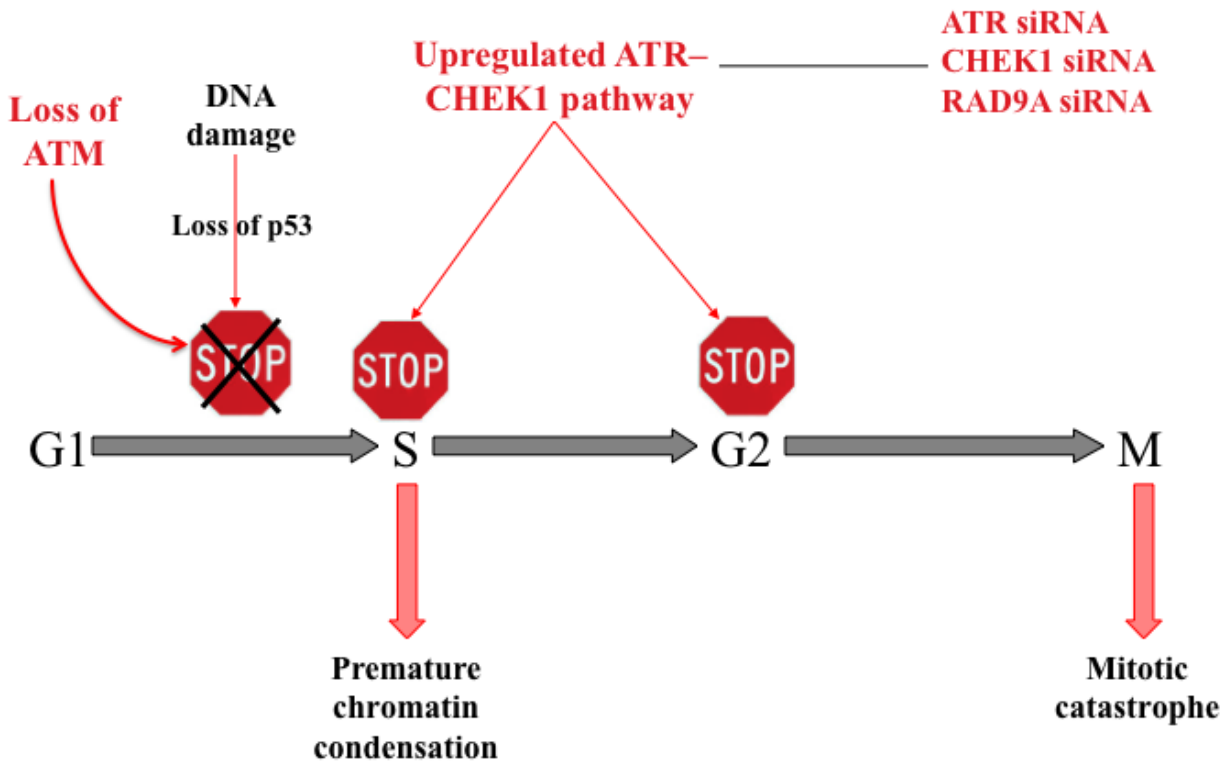 Loss of
ATM
DNA
damage
Loss of p53
Upregulated ATR–
CHEK1 pathway
ATR siRNA
CHEK1 siRNA
RAD9A siRNA
STOP
STOP
STOP
G1
S
G2
M
Premature
chromatin
condensation
Mitotic
catastrophe